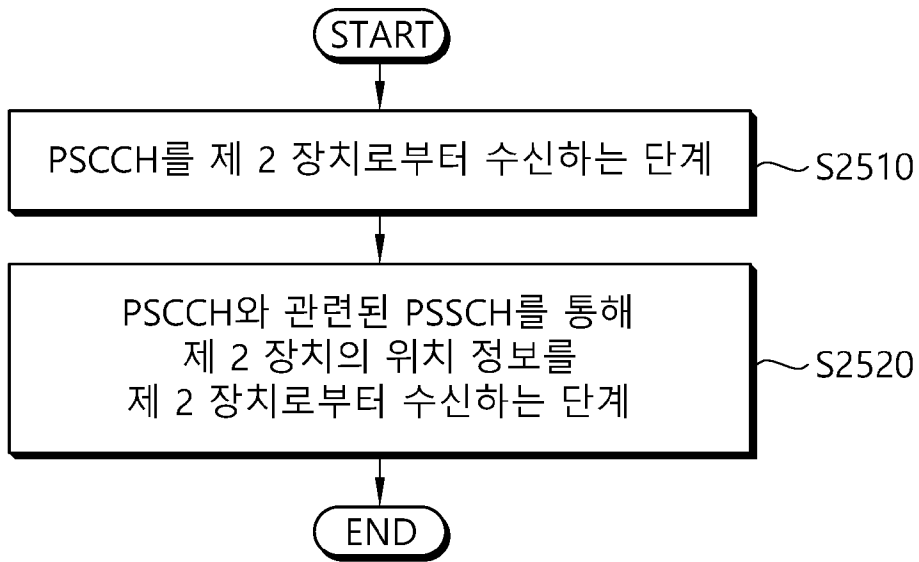 START
PSCCH를 제 2 장치로부터 수신하는 단계
S2510
PSCCH와 관련된 PSSCH를 통해
제 2 장치의 위치 정보를
제 2 장치로부터 수신하는 단계
S2520
END